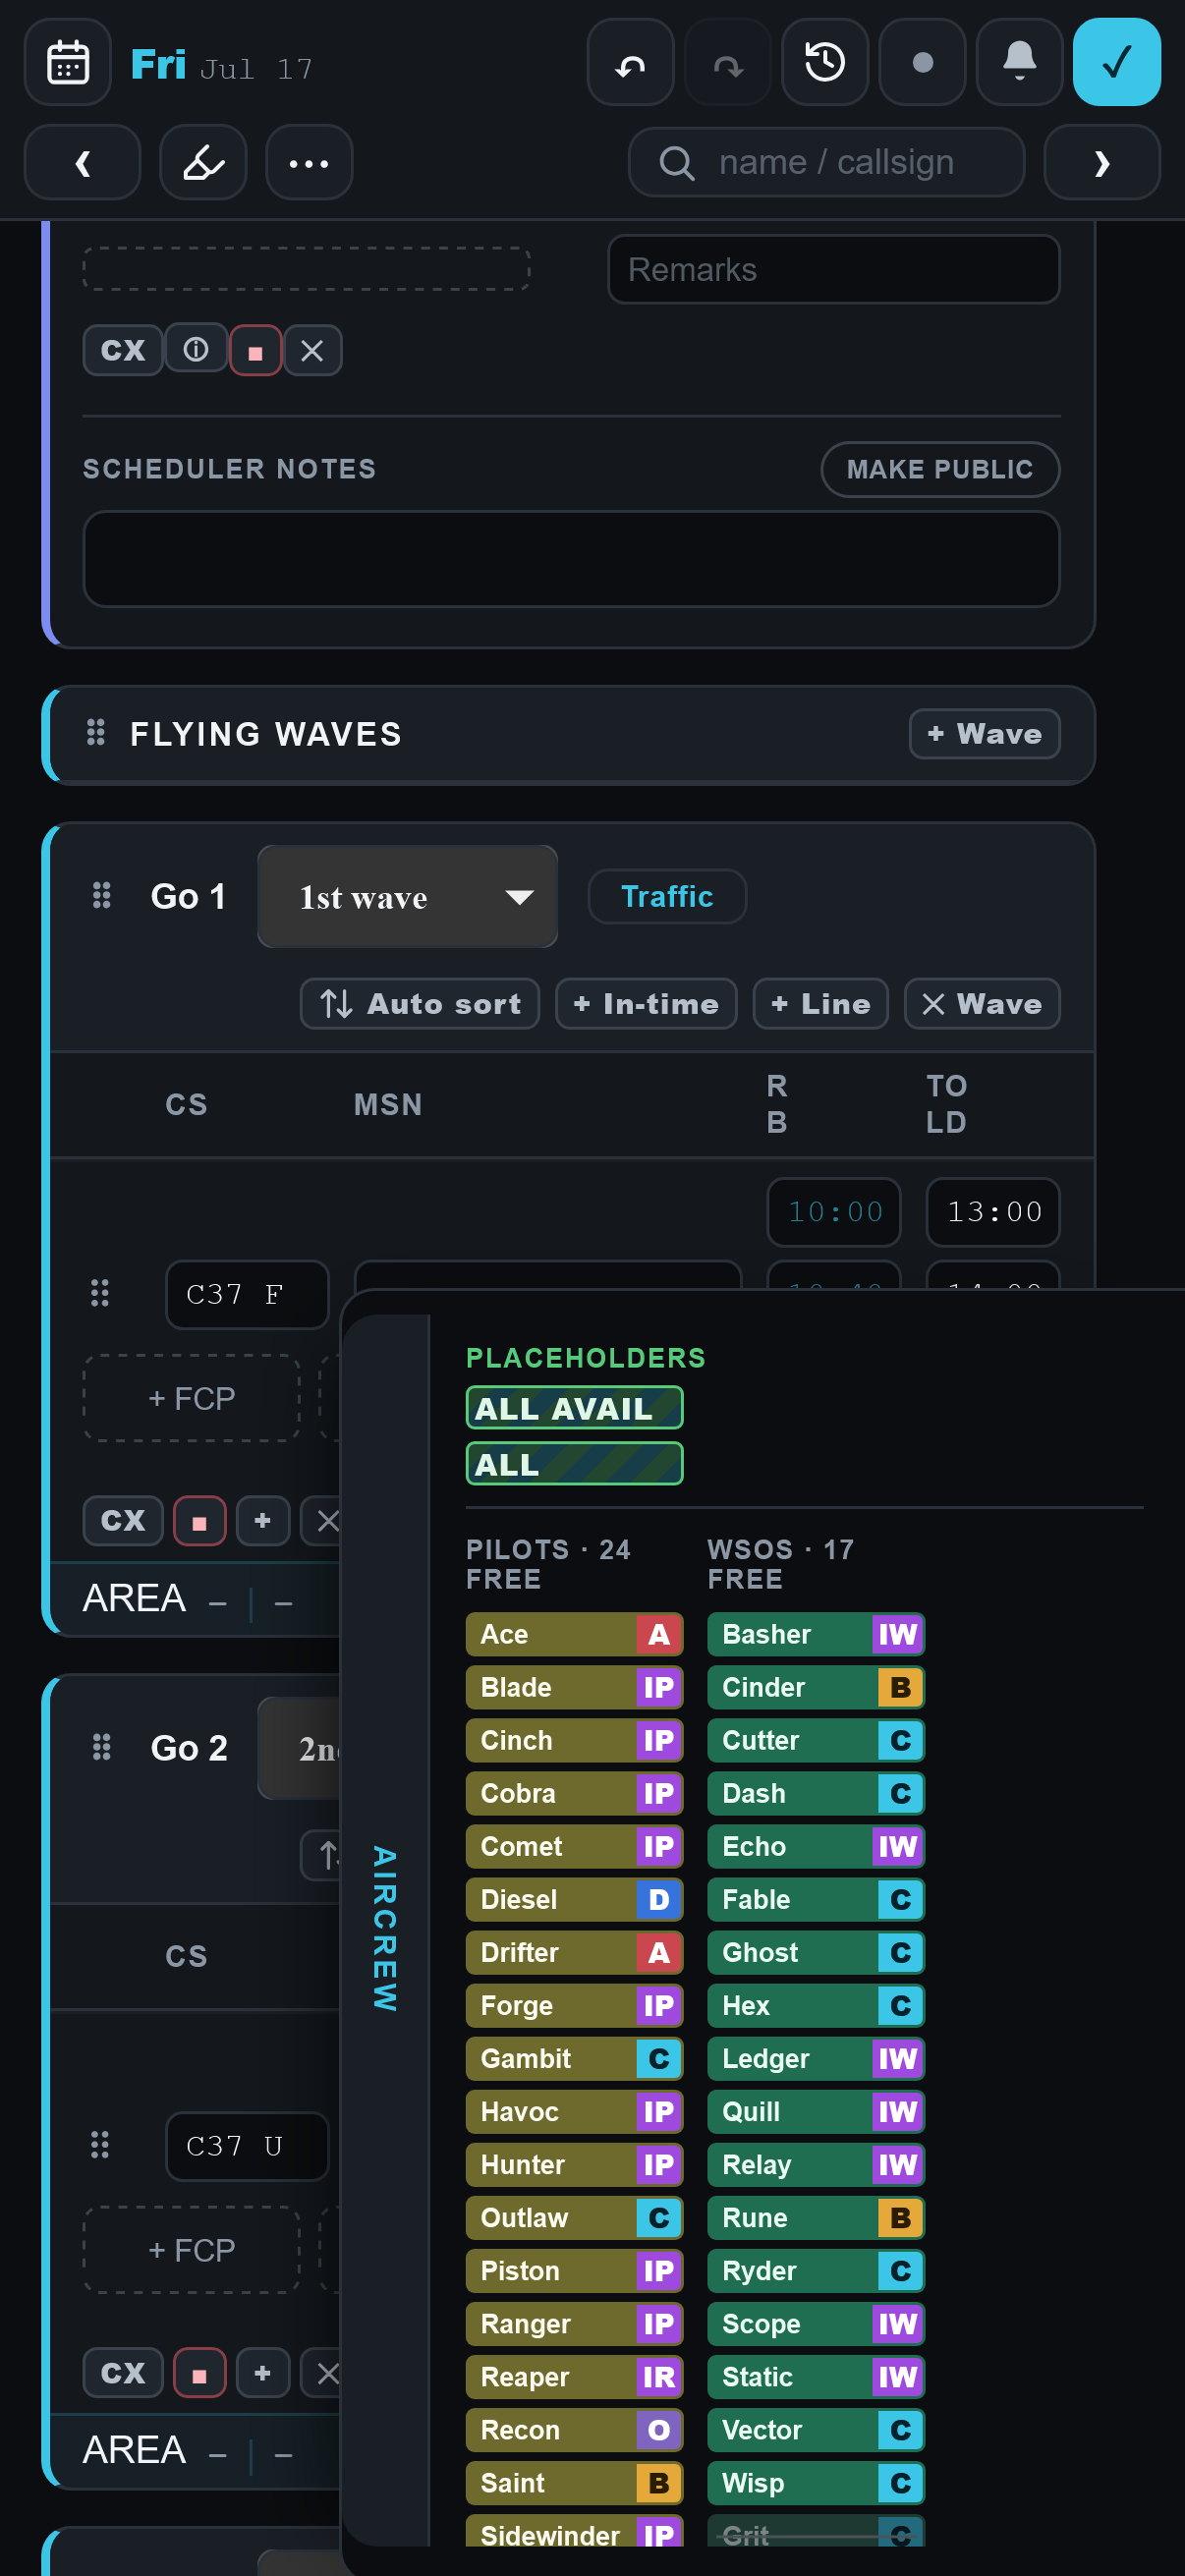 Fri Jul 17
name / callsign
Remarks
CX
SCHEDULER NOTES
MAKE PUBLIC
FLYING WAVES
+ Wave
Go 1
1st wave
Traffic
Auto sort
+ In-time
+ Line
× Wave
CS
MSN
R
B
TO
LD
10:00
13:00
C37 F
+ FCP
CX
+
AREA – | –
Go 2
CS
C37 U
+ FCP
CX
+
AREA – | –
AIRCREW
PLACEHOLDERS
ALL AVAIL
ALL
PILOTS · 24
FREE
WSOS · 17
FREE
Ace A
Basher IW
Blade IP
Cinder B
Cinch IP
Cutter C
Cobra IP
Dash C
Comet IP
Echo IW
Diesel D
Fable C
Drifter A
Ghost C
Forge IP
Hex C
Gambit C
Ledger IW
Havoc IP
Quill IW
Hunter IP
Relay IW
Outlaw C
Rune B
Piston IP
Ryder C
Ranger IP
Scope IW
Reaper IR
Static IW
Recon O
Vector C
Saint B
Wisp C
Sidewinder IP
Grit C